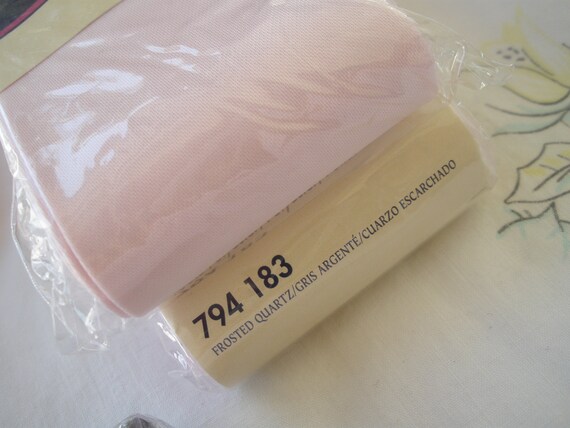 794 183
FROSTED QUARTZ/GRIS ARGENTÉ/CUARZO ESCARCHADO